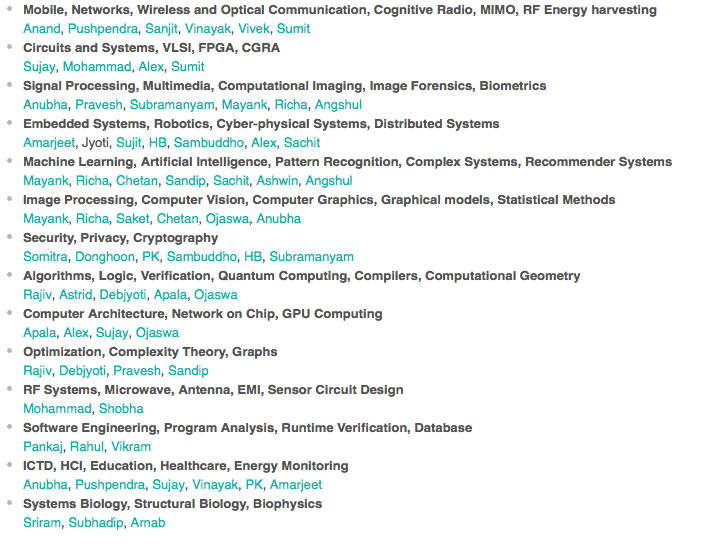 Mobile, Networks, Wireless and Optical Communication, Cognitive Radio, MIMO, RF Energy harvesting
Anand, Pushpendra, Sanjit, Vinayak, Vivek, Sumit
Circuits and Systems, VLSI, FPGA, CGRA
Sujay, Mohammad, Alex, Sumit
Signal Processing, Multimedia, Computational Imaging, Image Forensics, Biometrics
Anubha, Pravesh, Subramanyam, Mayank, Richa, Angshul
Embedded Systems, Robotics, Cyber-physical Systems, Distributed Systems
Amarjeet, Jyoti, Sujit, HB, Sambuddho, Alex, Sachit
Machine Learning, Artificial Intelligence, Pattern Recognition, Complex Systems, Recommender Systems
Mayank, Richa, Chetan, Sandip, Sachit, Ashwin, Angshul
Image Processing, Computer Vision, Computer Graphics, Graphical models, Statistical Methods
Mayank, Richa, Saket, Chetan, Ojaswa, Anubha
Security, Privacy, Cryptography
Somitra, Donghoon, PK, Sambuddho, HB, Subramanyam
Algorithms, Logic, Verification, Quantum Computing, Compilers, Computational Geometry
Rajiv, Astrid, Debjyoti, Apala, Ojaswa
Computer Architecture, Network on Chip, GPU Computing
Apala, Alex, Sujay, Ojaswa
Optimization, Complexity Theory, Graphs
Rajiv, Debjyoti, Pravesh, Sandip
RF Systems, Microwave, Antenna, EMI, Sensor Circuit Design
Mohammad, Shobha
Software Engineering, Program Analysis, Runtime Verification, Database
Pankaj, Rahul, Vikram
ICTD, HCI, Education, Healthcare, Energy Monitoring
Anubha, Pushpendra, Sujay, Vinayak, PK, Amarjeet
Systems Biology, Structural Biology, Biophysics
Sriram, Subhadip, Arnab